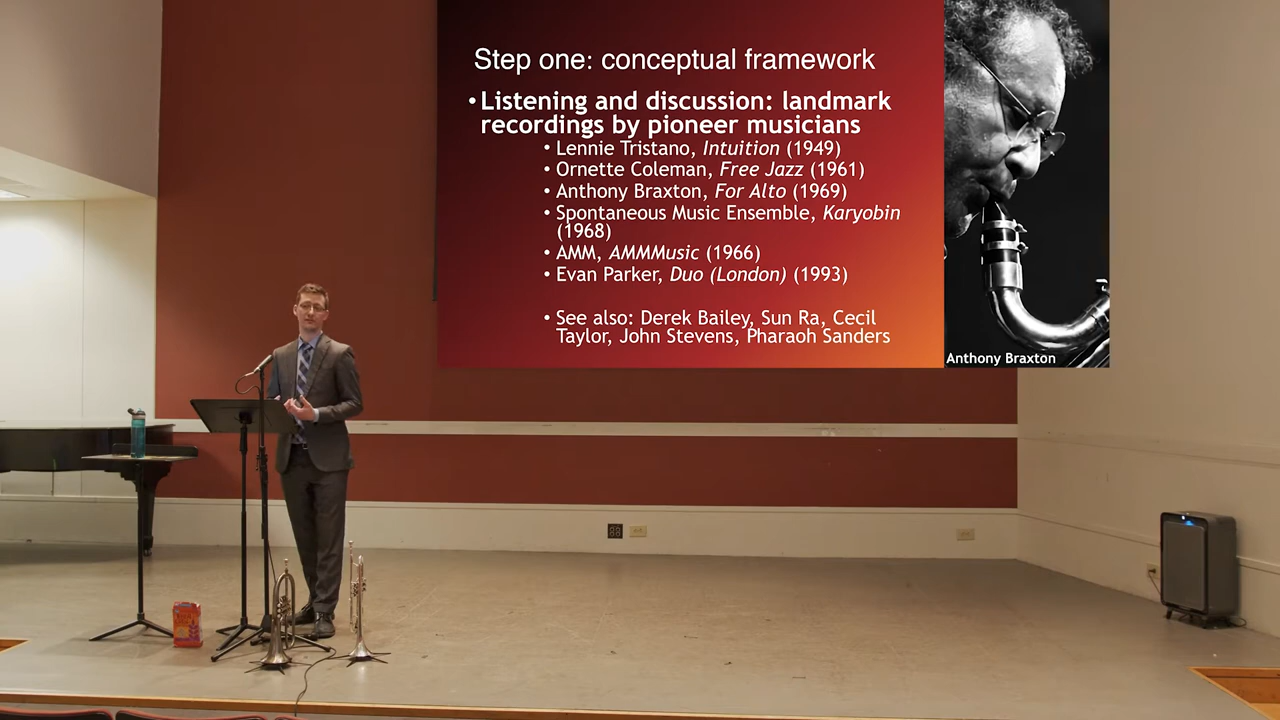 Step one: conceptual framework
• Listening and discussion: landmark
recordings by pioneer musicians
• Lennie Tristano, Intuition (1949)
• Ornette Coleman, Free Jazz (1961)
• Anthony Braxton, For Alto (1969)
• Spontaneous Music Ensemble, Karyobin
(1968)
• AMM, AMMMusic (1966)
• Evan Parker, Duo (London) (1993)
• See also: Derek Bailey, Sun Ra, Cecil
Taylor, John Stevens, Pharaoh Sanders
Anthony Braxton